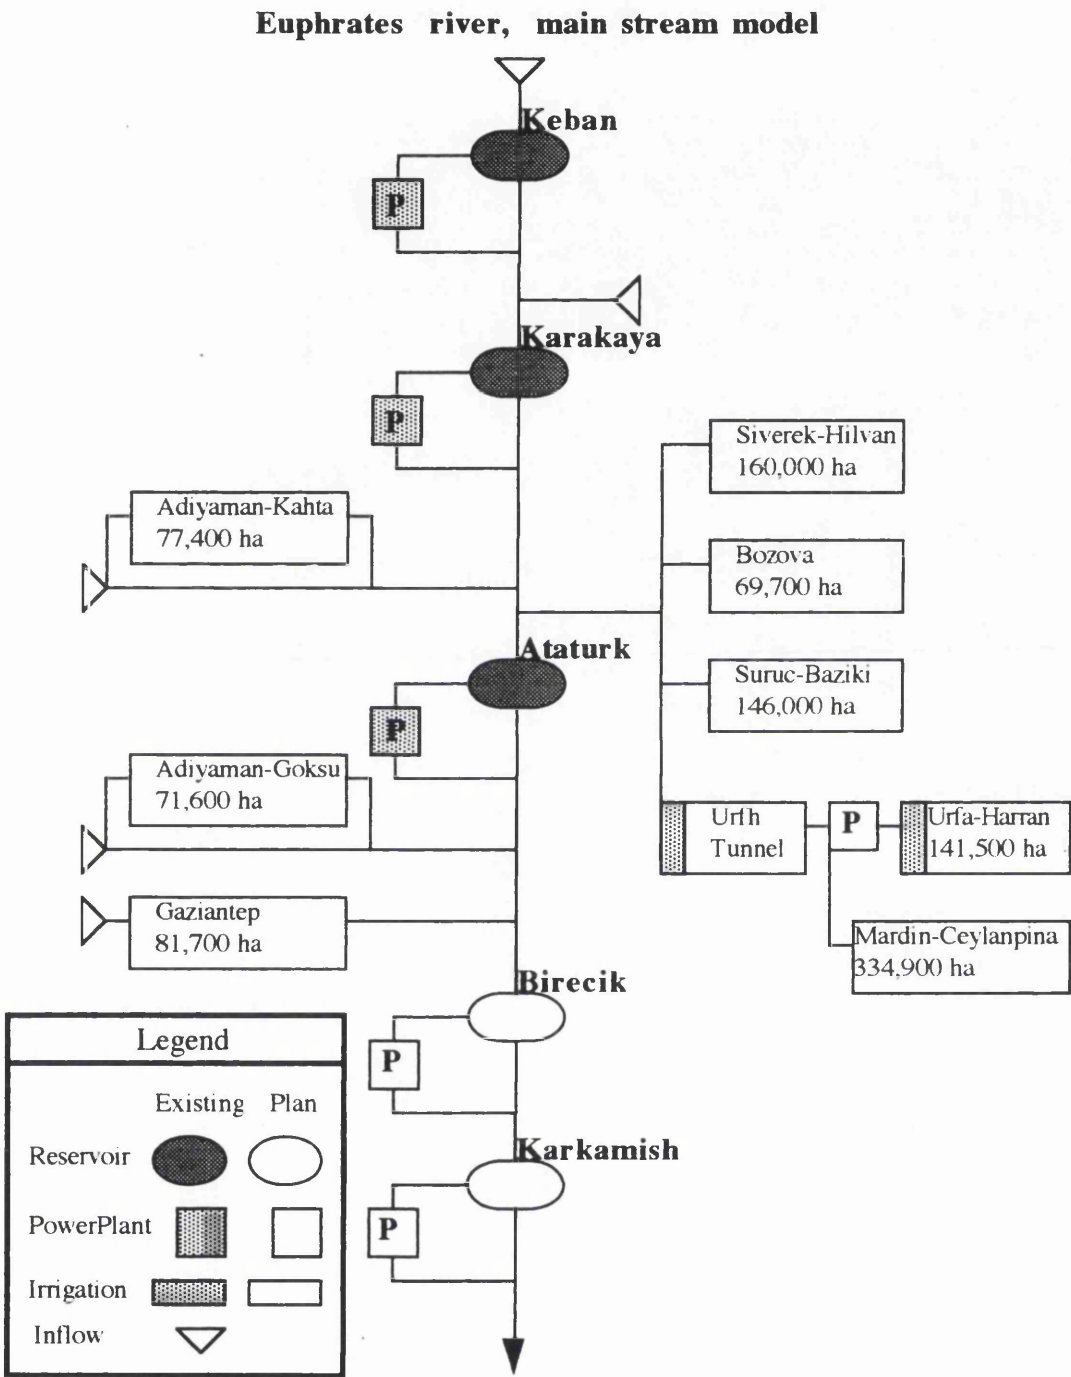 Euphrates river, main stream model
Keban
P
Karakaya
P
Siverek-Hilvan
160,000 ha
Adiyaman-Kahta
77,400 ha
Bozova
69,700 ha
Ataturk
P
Suruc-Baziki
146,000 ha
Adiyaman-Goksu
71,600 ha
Urfh
Tunnel
P
Urfa-Harran
141,500 ha
Gaziantep
81,700 ha
Mardin-Ceylanpina
334,900 ha
Birecik
P
Karkamish
P
Legend
Existing Plan
Reservoir
PowerPlant
Irrigation
Inflow